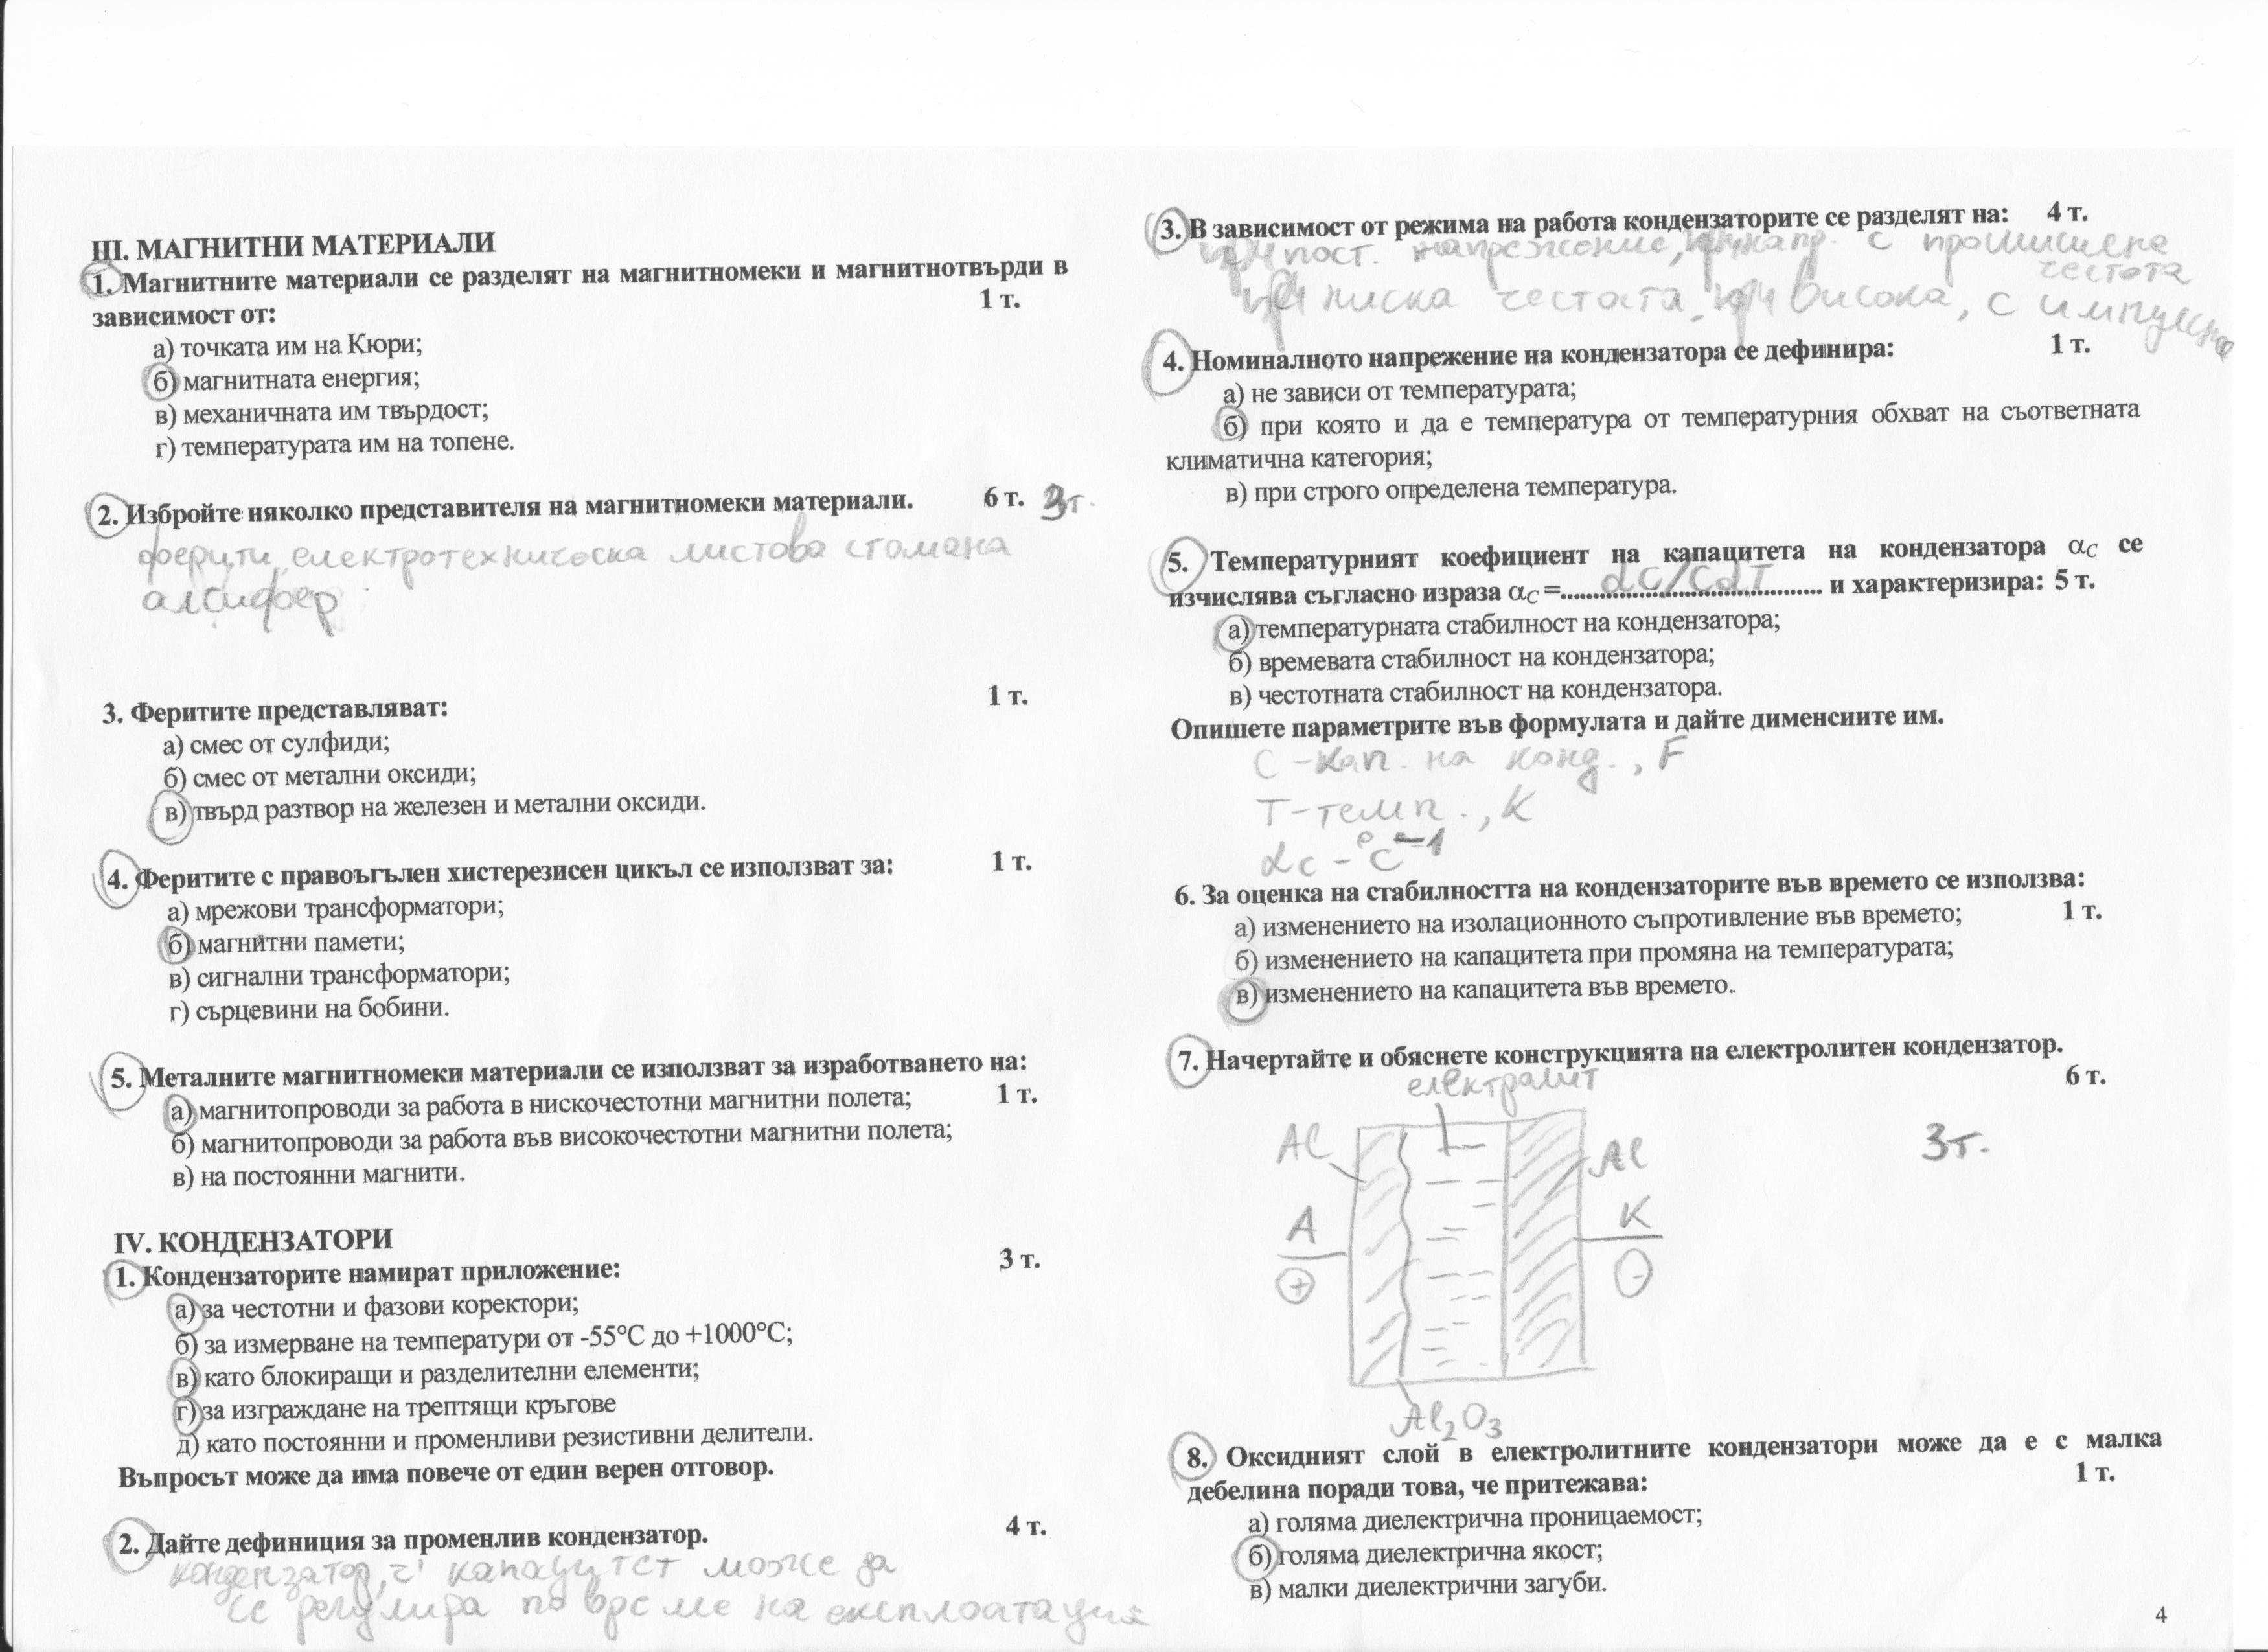 III. МАГНИТНИ МАТЕРИАЛИ
1. Магнитните материали се разделят на магнитномеки и магнитнотвърди в
зависимост от: 1 т.
а) точката им на Кюри;
б) магнитната енергия;
в) механичната им твърдост;
г) температурата им на топене.
2. Избройте няколко представителя на магнитномеки материали. 6 т. 3т.
ферити, електротехническа листова стомана
алсифер
3. Феритите представляват: 1 т.
а) смес от сулфиди;
б) смес от метални оксиди;
в) твърд разтвор на железен и метални оксиди.
4. Феритите с правоъгълен хистерезисен цикъл се използват за: 1 т.
а) мрежови трансформатори;
б) магнитни памети;
в) сигнални трансформатори;
г) сърцевини на бобини.
5. Металните магнитномеки материали се използват за изработването на:
а) магнитопроводи за работа в нискочестотни магнитни полета; 1 т.
б) магнитопроводи за работа във високочестотни магнитни полета;
в) на постоянни магнити.
IV. КОНДЕНЗАТОРИ
1. Кондензаторите намират приложение: 3 т.
а) за честотни и фазови коректори;
б) за измерване на температури от -55°С до +1000°С;
в) като блокиращи и разделителни елементи;
г) за изграждане на трептящи кръгове
д) като постоянни и променливи резистивни делители.
Въпросът може да има повече от един верен отговор.
2. Дайте дефиниция за променлив кондензатор. 4 т.
кондензатор, ч' капацитет може да
се регулира по време на експлоатация
3. В зависимост от режима на работа кондензаторите се разделят на: 4 т.
при пост. напрежение, при напр. с промишлена
честота
при ниска честота, при висока, с импулсно
4. Номиналното напрежение на кондензатора се дефинира: 1 т.
а) не зависи от температурата;
б) при която и да е температура от температурния обхват на съответната
климатична категория;
в) при строго определена температура.
5. Температурният коефициент на капацитета на кондензатора αC се
изчислява съгласно израза αC =....dC/CdT.... и характеризира: 5 т.
а) температурната стабилност на кондензатора;
б) времевата стабилност на кондензатора;
в) честотната стабилност на кондензатора.
Опишете параметрите във формулата и дайте дименсиите им.
C - кап. на конд., F
T - темп., K
αc - °C⁻¹
6. За оценка на стабилността на кондензаторите във времето се използва:
а) изменението на изолационното съпротивление във времето; 1 т.
б) изменението на капацитета при промяна на температурата;
в) изменението на капацитета във времето.
7. Начертайте и обяснете конструкцията на електролитен кондензатор.
6 т.
електролит
Al Al 3т.
A K
+ -
Al₂O₃
8. Оксидният слой в електролитните кондензатори може да е с малка
дебелина поради това, че притежава: 1 т.
а) голяма диелектрична проницаемост;
б) голяма диелектрична якост;
в) малки диелектрични загуби.
4